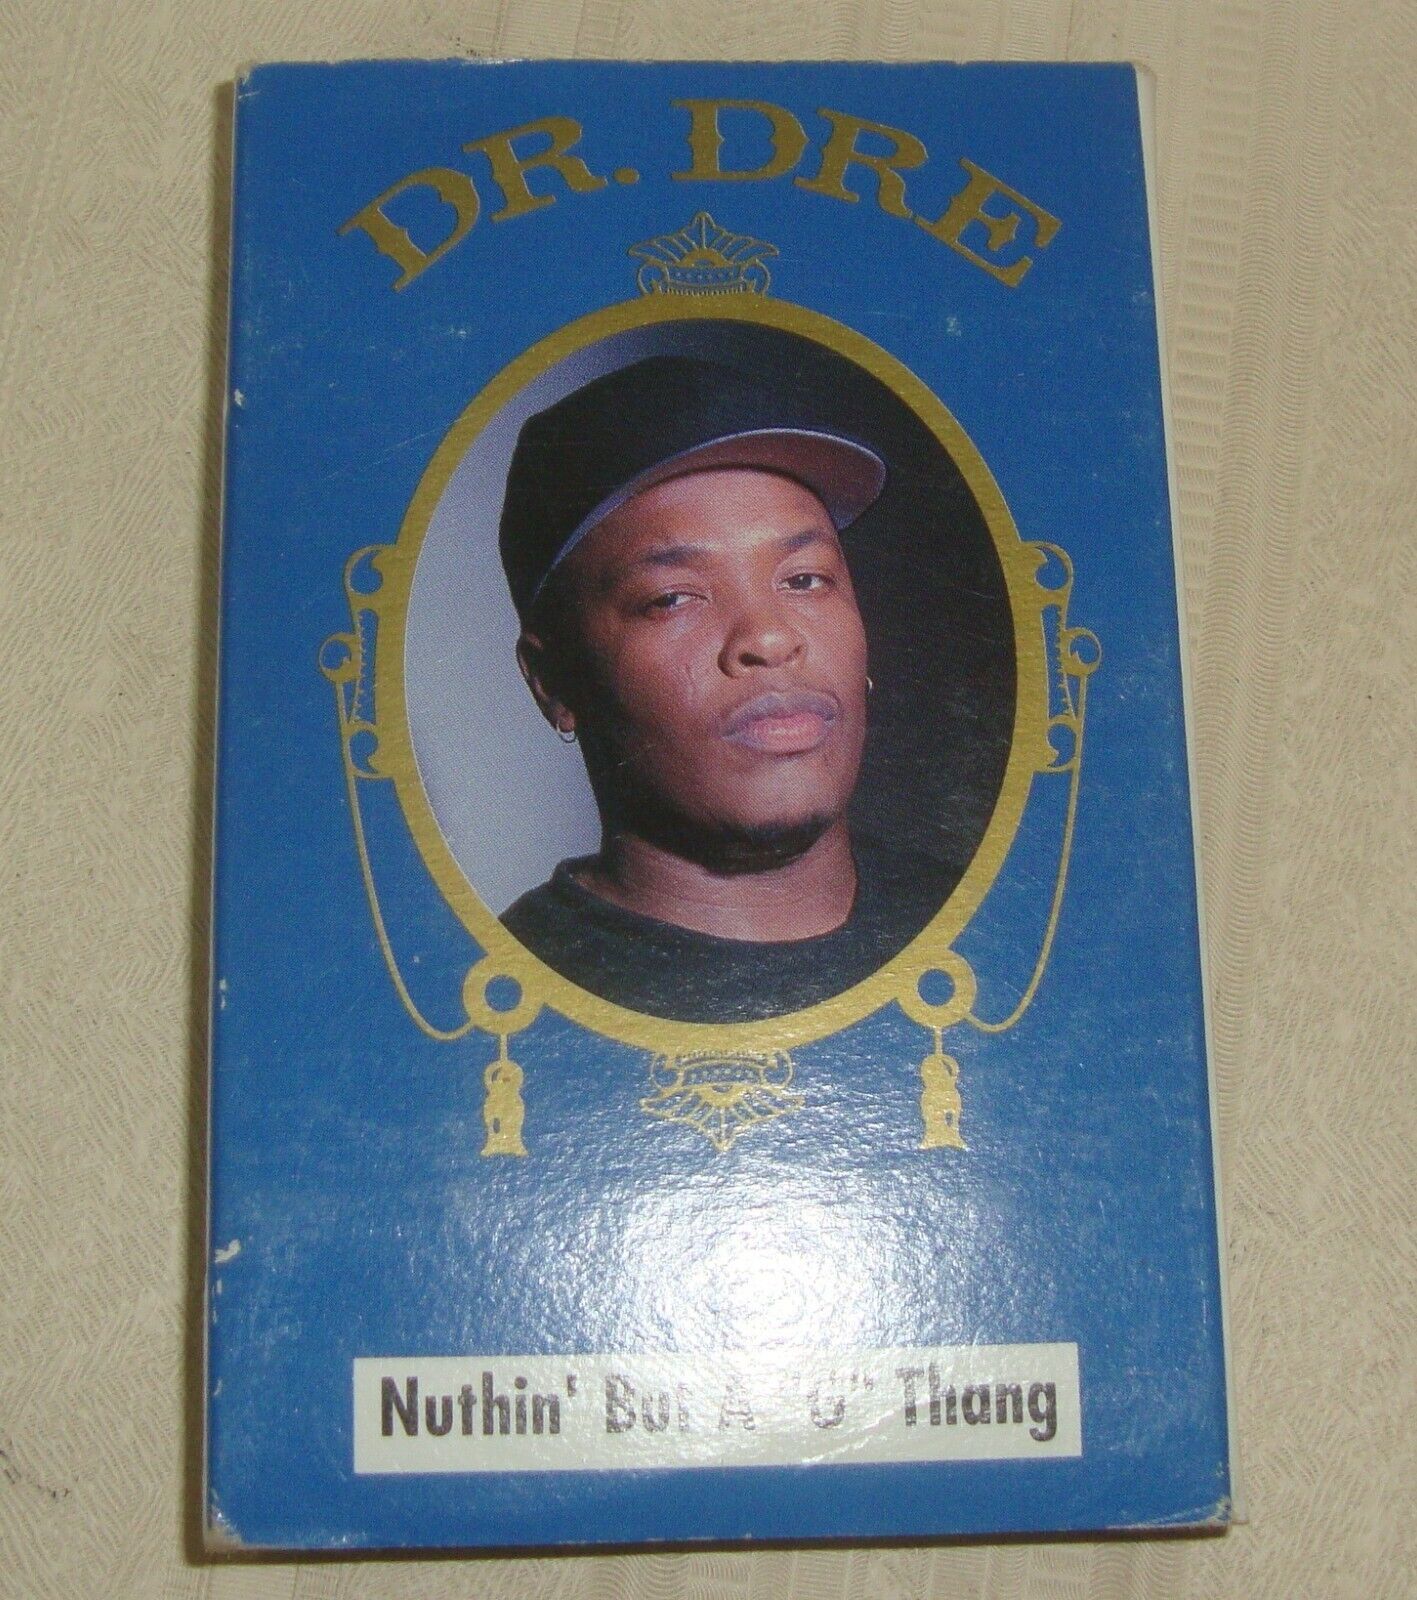 DR. DRE
Nuthin' But A "G" Thang